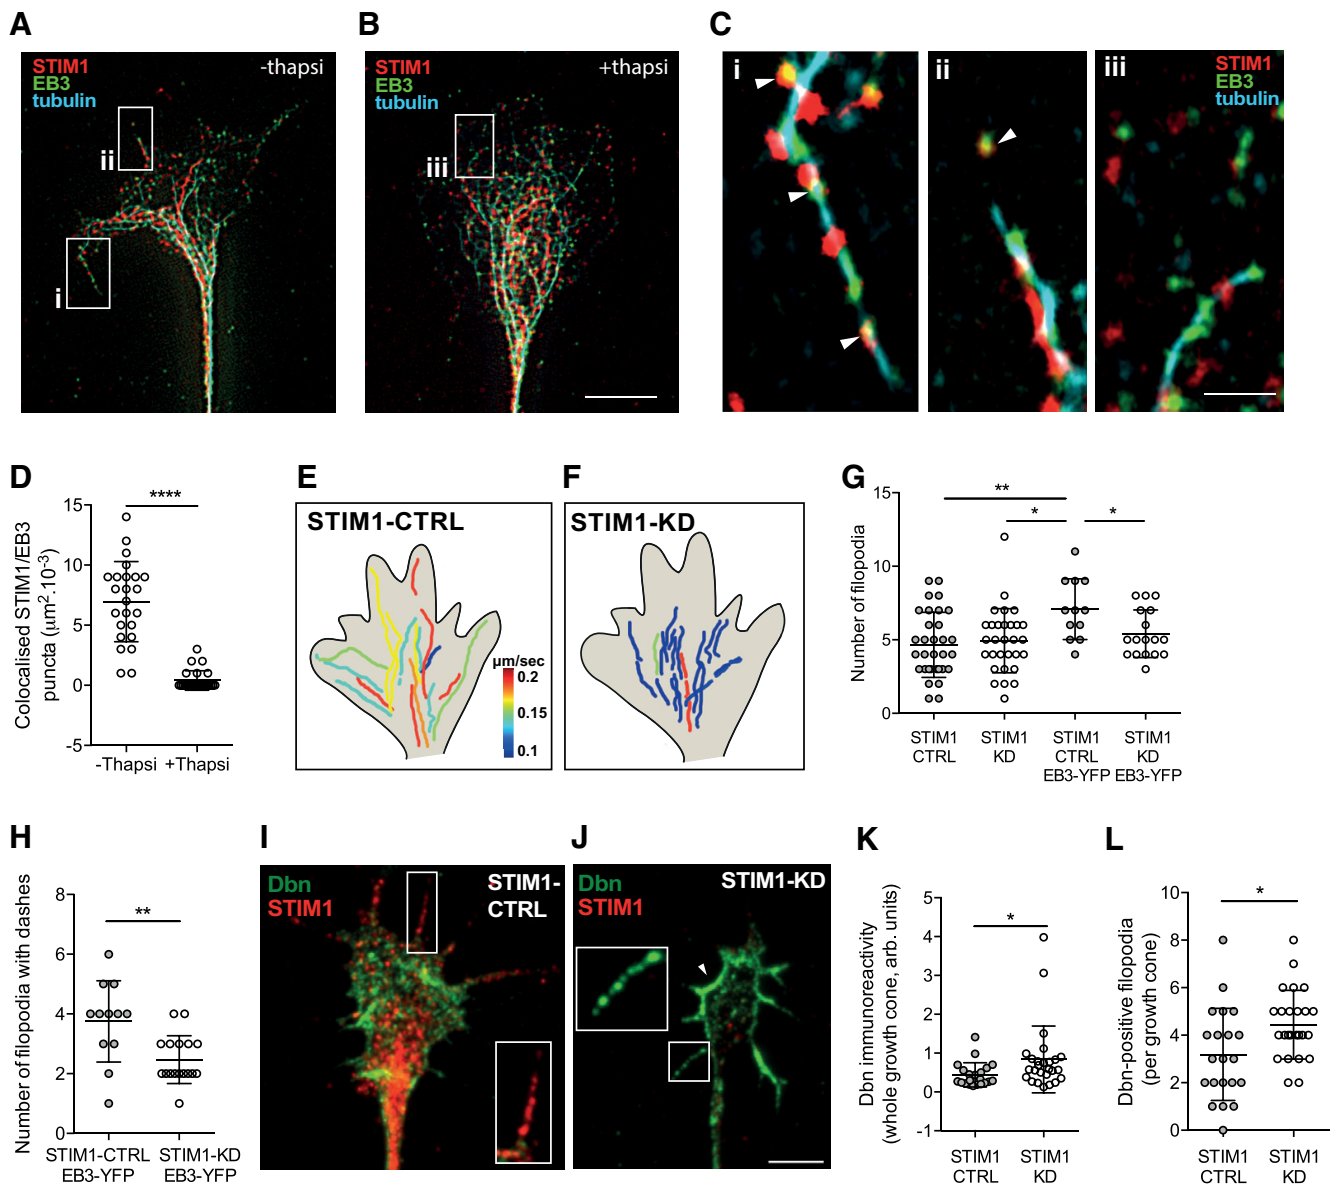 A
STIM1
EB3
tubulin
-thapsi
ii
i
B
STIM1
EB3
tubulin
+thapsi
iii
C
i
ii
iii
STIM1
EB3
tubulin
D
Colocalised STIM1/EB3
puncta (µm².10⁻³)
15
10
5
0
-5
****
-Thapsi
+Thapsi
E
STIM1-CTRL
µm/sec
0.2
0.15
0.1
F
STIM1-KD
G
Number of filopodia
15
10
5
0
**
*
*
STIM1
CTRL
STIM1
KD
STIM1
CTRL
EB3-YFP
STIM1
KD
EB3-YFP
H
Number of filopodia with dashes
8
6
4
2
0
**
STIM1-CTRL
EB3-YFP
STIM1-KD
EB3-YFP
I
Dbn
STIM1
STIM1-
CTRL
J
Dbn
STIM1
STIM1-KD
K
Dbn immunoreactivity
(whole growth cone, arb. units)
5
4
3
2
1
0
-1
*
STIM1
CTRL
STIM1
KD
L
Dbn-positive filopodia
(per growth cone)
10
8
6
4
2
0
*
STIM1
CTRL
STIM1
KD